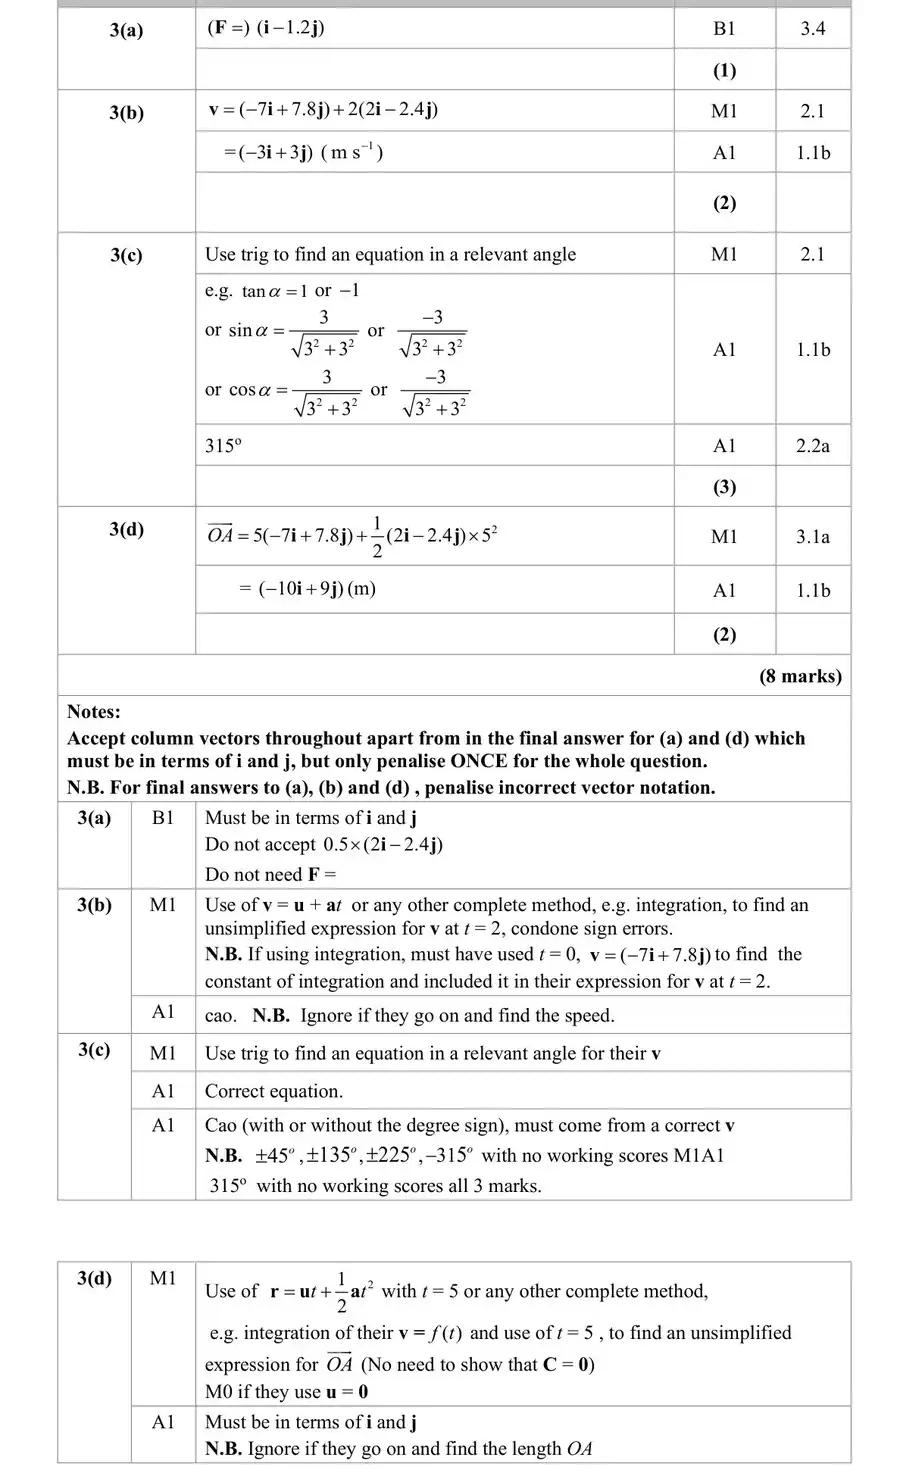 3(a) (F =) (i −1.2j) B1 3.4
(1)
3(b) v = (−7i + 7.8j) + 2(2i − 2.4j) M1 2.1
= (−3i + 3j) ( m s⁻¹ ) A1 1.1b
(2)
3(c) Use trig to find an equation in a relevant angle M1 2.1
e.g. tan α = 1 or −1
or sin α = 3/√(3² + 3²) or −3/√(3² + 3²)
A1 1.1b
or cos α = 3/√(3² + 3²) or −3/√(3² + 3²)
315º A1 2.2a
(3)
3(d) OA = 5(−7i + 7.8j) + 1/2 (2i − 2.4j) × 5² M1 3.1a
= (−10i + 9j) (m) A1 1.1b
(2)
(8 marks)
Notes:
Accept column vectors throughout apart from in the final answer for (a) and (d) which
must be in terms of i and j, but only penalise ONCE for the whole question.
N.B. For final answers to (a), (b) and (d) , penalise incorrect vector notation.
3(a) B1 Must be in terms of i and j
Do not accept 0.5×(2i − 2.4j)
Do not need F =
3(b) M1 Use of v = u + at or any other complete method, e.g. integration, to find an
unsimplified expression for v at t = 2, condone sign errors.
N.B. If using integration, must have used t = 0, v = (−7i + 7.8j) to find the
constant of integration and included it in their expression for v at t = 2.
A1 cao. N.B. Ignore if they go on and find the speed.
3(c) M1 Use trig to find an equation in a relevant angle for their v
A1 Correct equation.
A1 Cao (with or without the degree sign), must come from a correct v
N.B. ±45º , ±135º , ±225º , −315º with no working scores M1A1
315º with no working scores all 3 marks.
3(d) M1 Use of r = ut + 1/2 at² with t = 5 or any other complete method,
e.g. integration of their v = f (t) and use of t = 5 , to find an unsimplified
expression for OA (No need to show that C = 0)
M0 if they use u = 0
A1 Must be in terms of i and j
N.B. Ignore if they go on and find the length OA